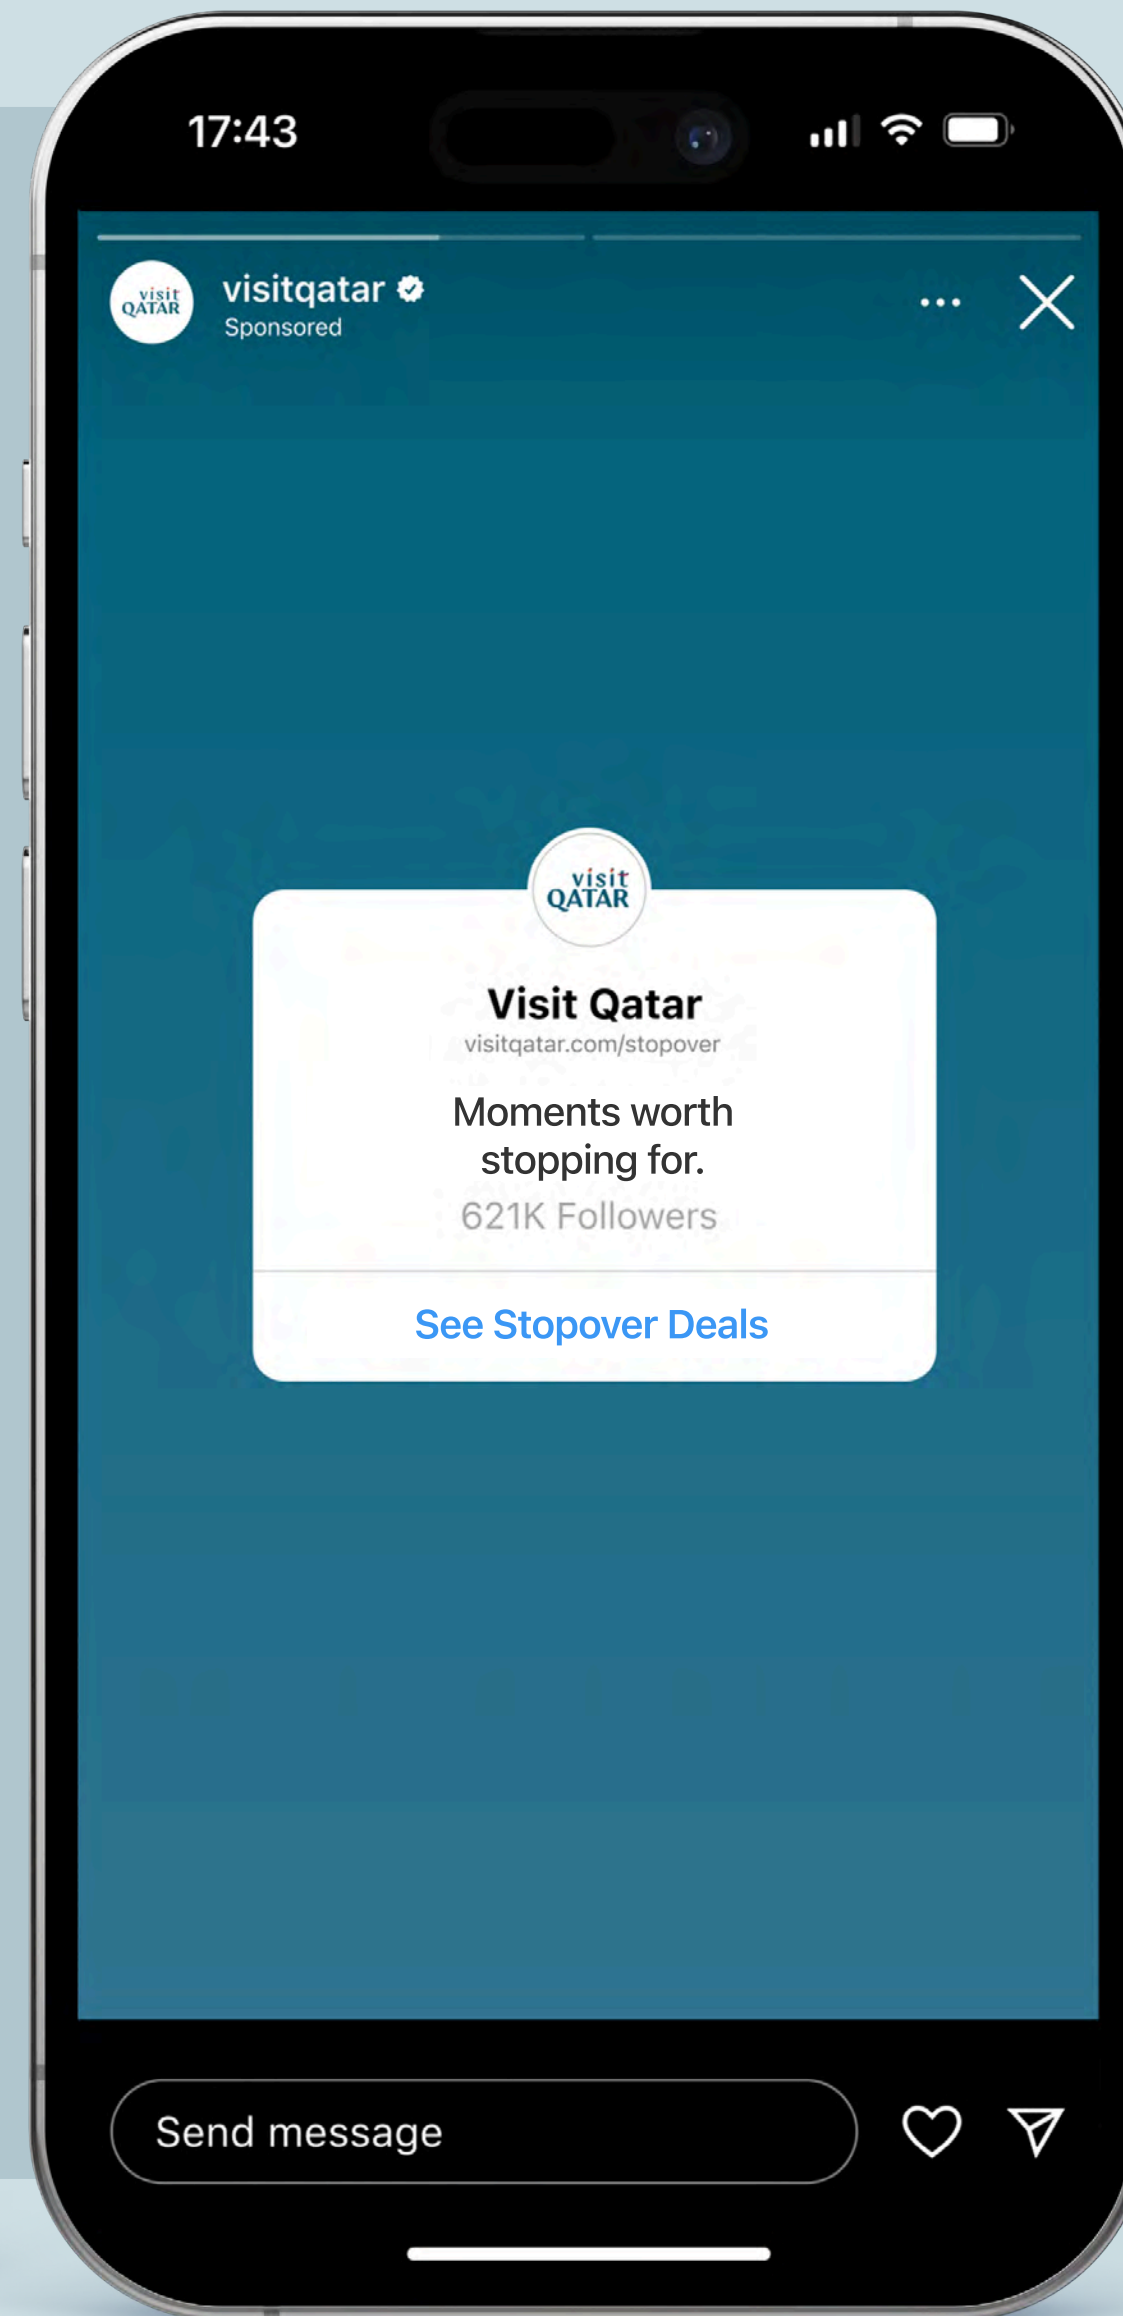 17:43
visit
QATAR
visitqatar
Sponsored
visit
QATAR
Visit Qatar
visitqatar.com/stopover
Moments worth
stopping for.
621K Followers
See Stopover Deals
Send message